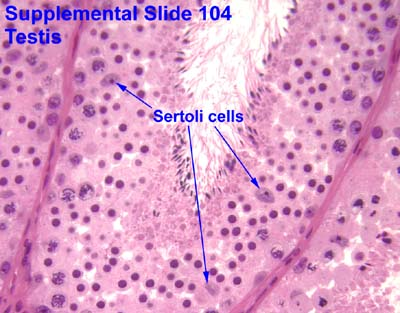 Supplemental Slide 104
Testis
Sertoli cells